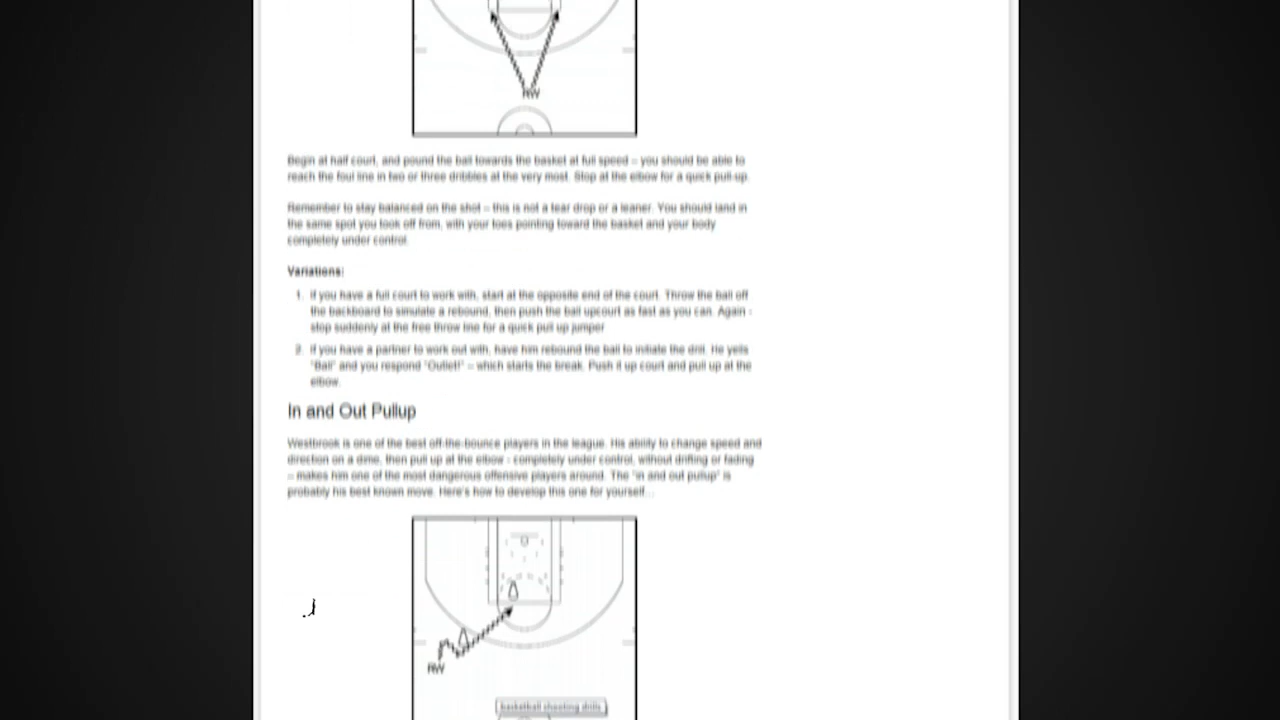 RW
Begin at half court, and pound the ball towards the basket at full speed – you should be able to
reach the foul line in two or three dribbles at the very most. Stop at the elbow for a quick pull-up.
Remember to stay balanced on the shot – this is not a tear drop or a leaner. You should land in
the same spot you took off from, with your toes pointing toward the basket and your body
completely under control.
Variations:
1. If you have a full court to work with, start at the opposite end of the court. Throw the ball off
the backboard to simulate a rebound, then push the ball upcourt as fast as you can. Again -
stop suddenly at the free throw line for a quick pull up jumper
2. If you have a partner to work out with, have him rebound the ball to initiate the drill. He yells
"Ball" and you respond "Outlet!" – which starts the break. Push it up court and pull up at the
elbow.
In and Out Pullup
Westbrook is one of the best off-the-bounce players in the league. His ability to change speed and
direction on a dime, then pull up at the elbow - completely under control, without drifting or fading
– makes him one of the most dangerous offensive players around. The "in and out pullup" is
probably his best known move. Here's how to develop this one for yourself...
RW
basketball shooting drills